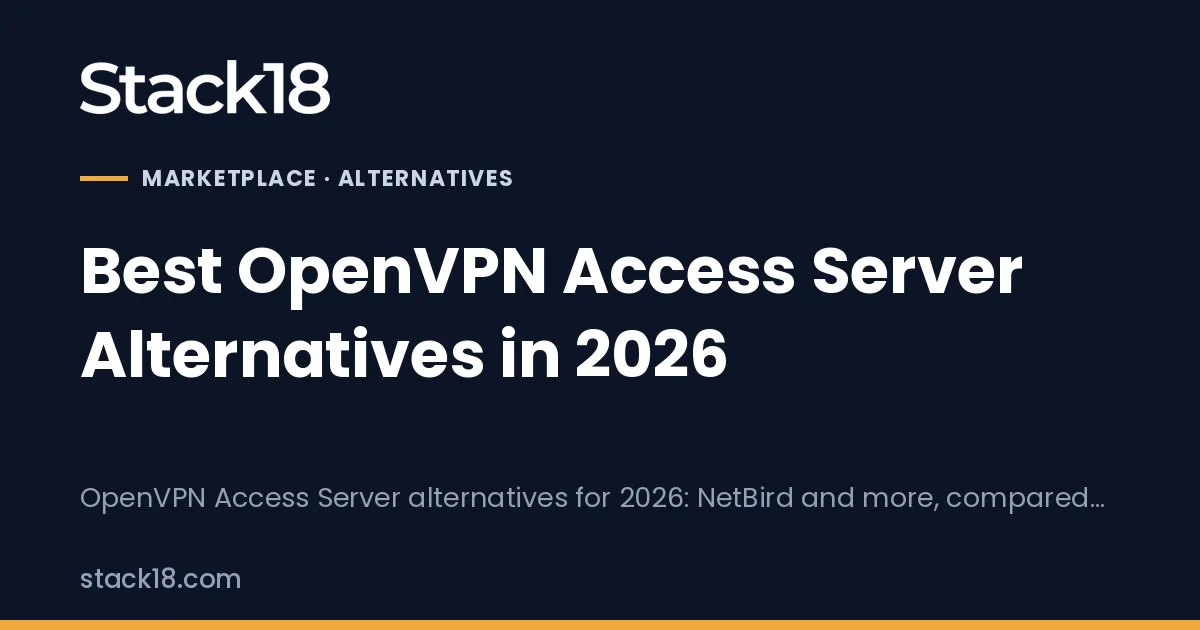 Stack18
MARKETPLACE · ALTERNATIVES
Best OpenVPN Access Server
Alternatives in 2026
OpenVPN Access Server alternatives for 2026: NetBird and more, compared…
stack18.com